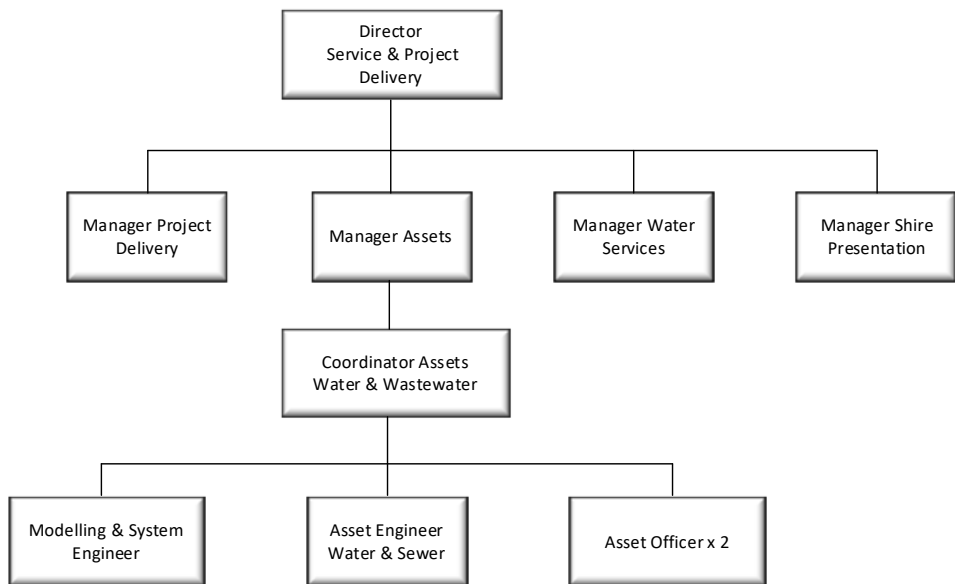 Director
Service & Project
Delivery
Manager Project
Delivery
Manager Assets
Manager Water
Services
Manager Shire
Presentation
Coordinator Assets
Water & Wastewater
Modelling & System
Engineer
Asset Engineer
Water & Sewer
Asset Officer x 2